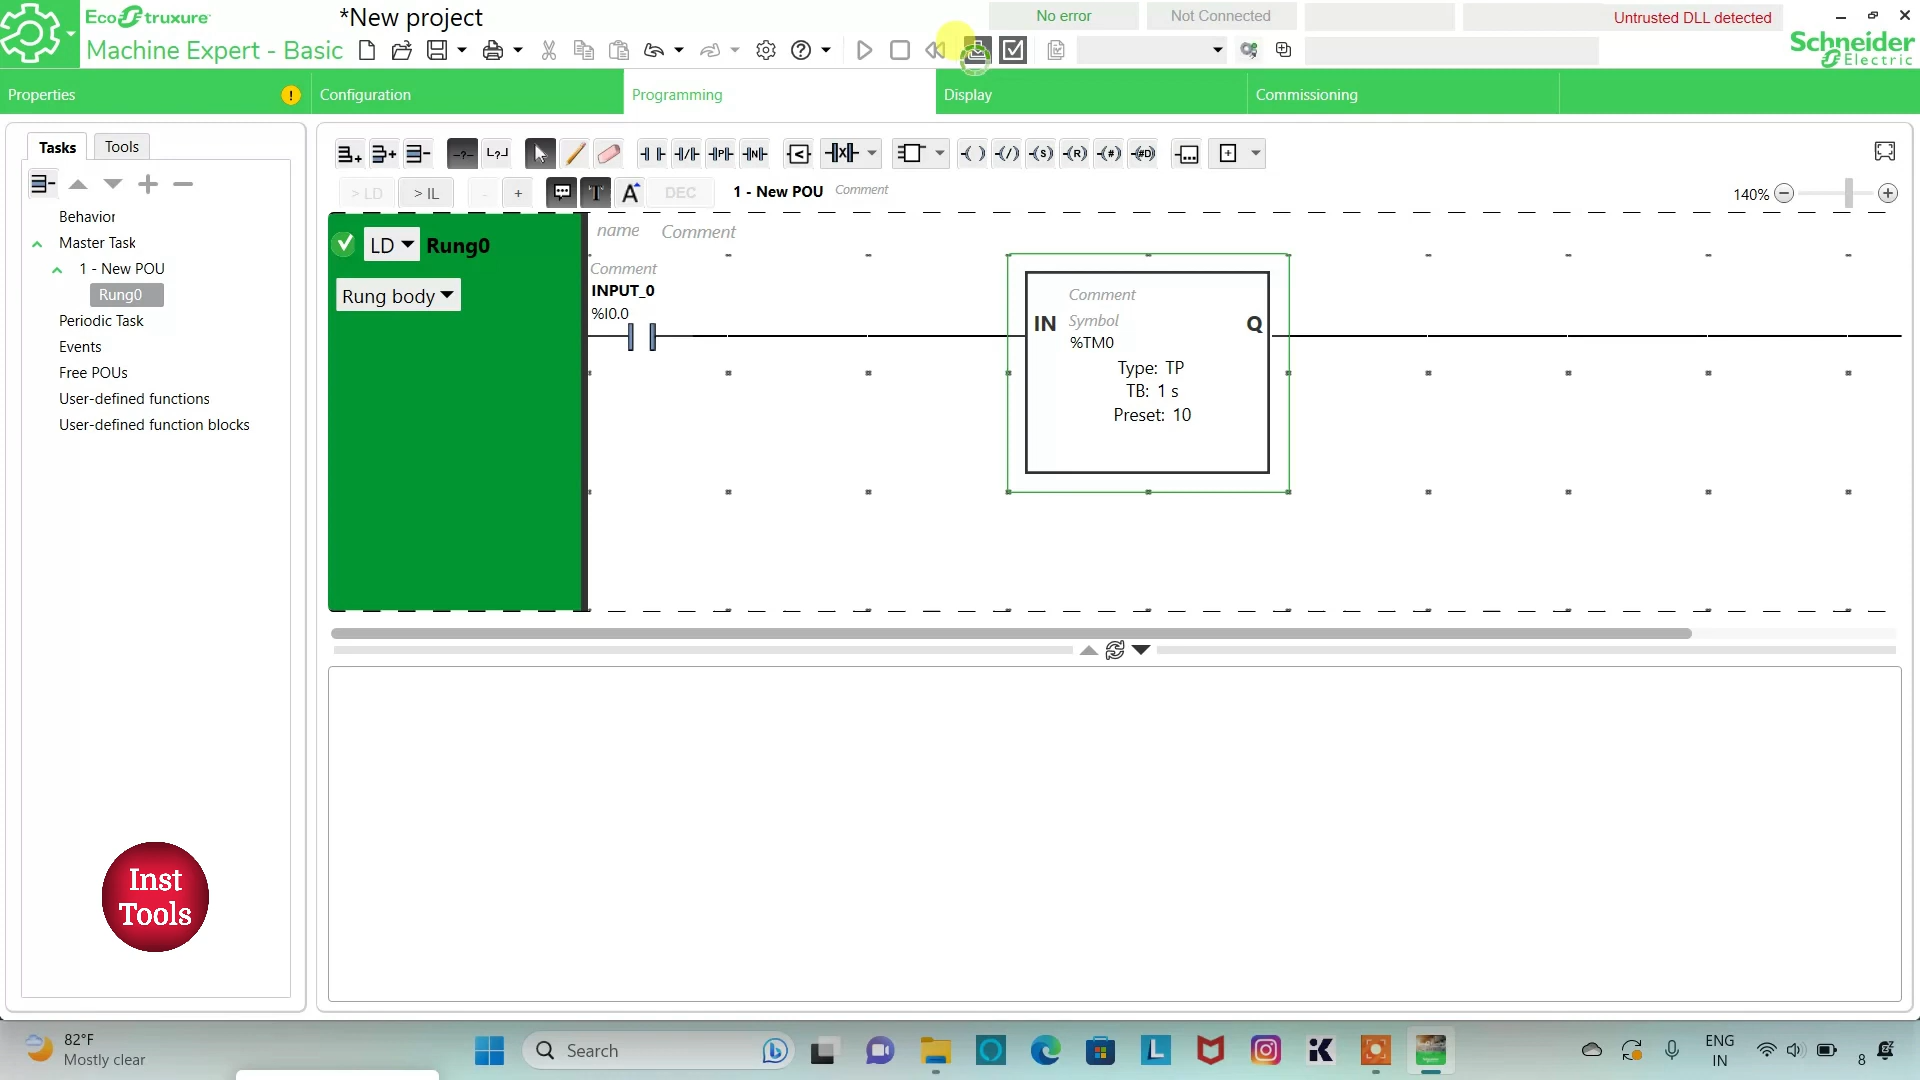 EcoStruxure
Machine Expert - Basic
*New project
No error
Not Connected
Untrusted DLL detected
Schneider
Electric
Properties
Configuration
Programming
Display
Commissioning
Tasks
Tools
Behavior
Master Task
1 - New POU
Rung0
Periodic Task
Events
Free POUs
User-defined functions
User-defined function blocks
> LD
> IL
- +
T
A
DEC
1 - New POU
Comment
140%
LD
Rung0
Rung body
name
Comment
Comment
INPUT_0
%I0.0
Comment
IN
Symbol
Q
%TM0
Type: TP
TB: 1 s
Preset: 10
Inst
Tools
82°F
Mostly clear
Search
ENG
IN
8